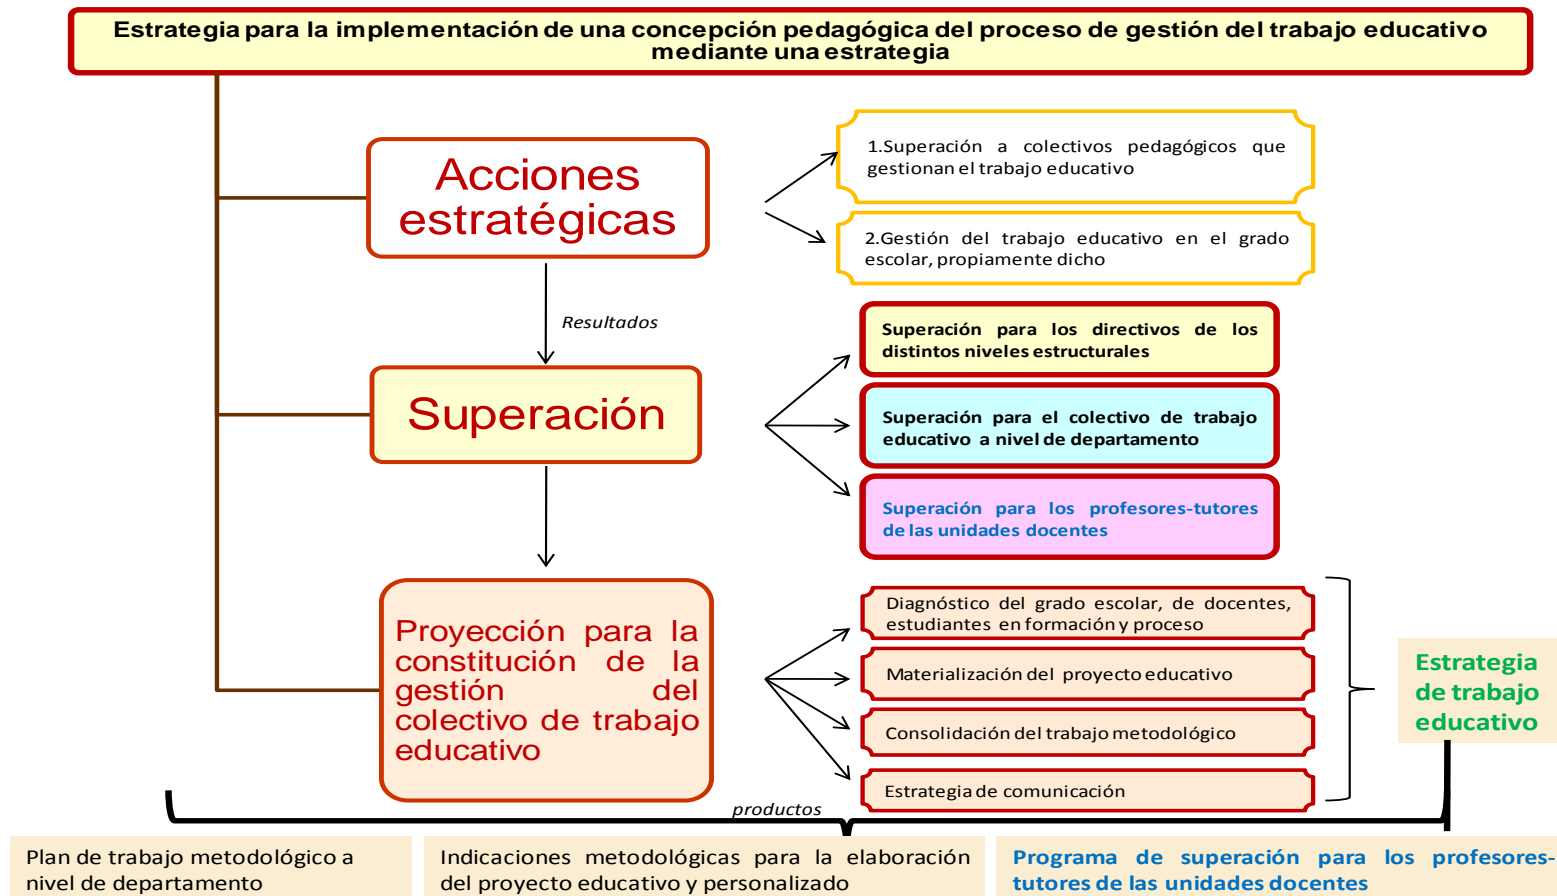 Estrategia para la implementación de una concepción pedagógica del proceso de gestión del trabajo educativo
mediante una estrategia
Acciones
estratégicas
1.Superación a colectivos pedagógicos que
gestionan el trabajo educativo
2.Gestión del trabajo educativo en el grado
escolar, propiamente dicho
Resultados
Superación
Superación para los directivos de los
distintos niveles estructurales
Superación para el colectivo de trabajo
educativo a nivel de departamento
Superación para los profesores-tutores
de las unidades docentes
Proyección para la
constitución de la
gestión del
colectivo de trabajo
educativo
Diagnóstico del grado escolar, de docentes,
estudiantes en formación y proceso
Materialización del proyecto educativo
Consolidación del trabajo metodológico
Estrategia de comunicación
Estrategia
de trabajo
educativo
productos
Plan de trabajo metodológico a
nivel de departamento
Indicaciones metodológicas para la elaboración
del proyecto educativo y personalizado
Programa de superación para los profesores-
tutores de las unidades docentes